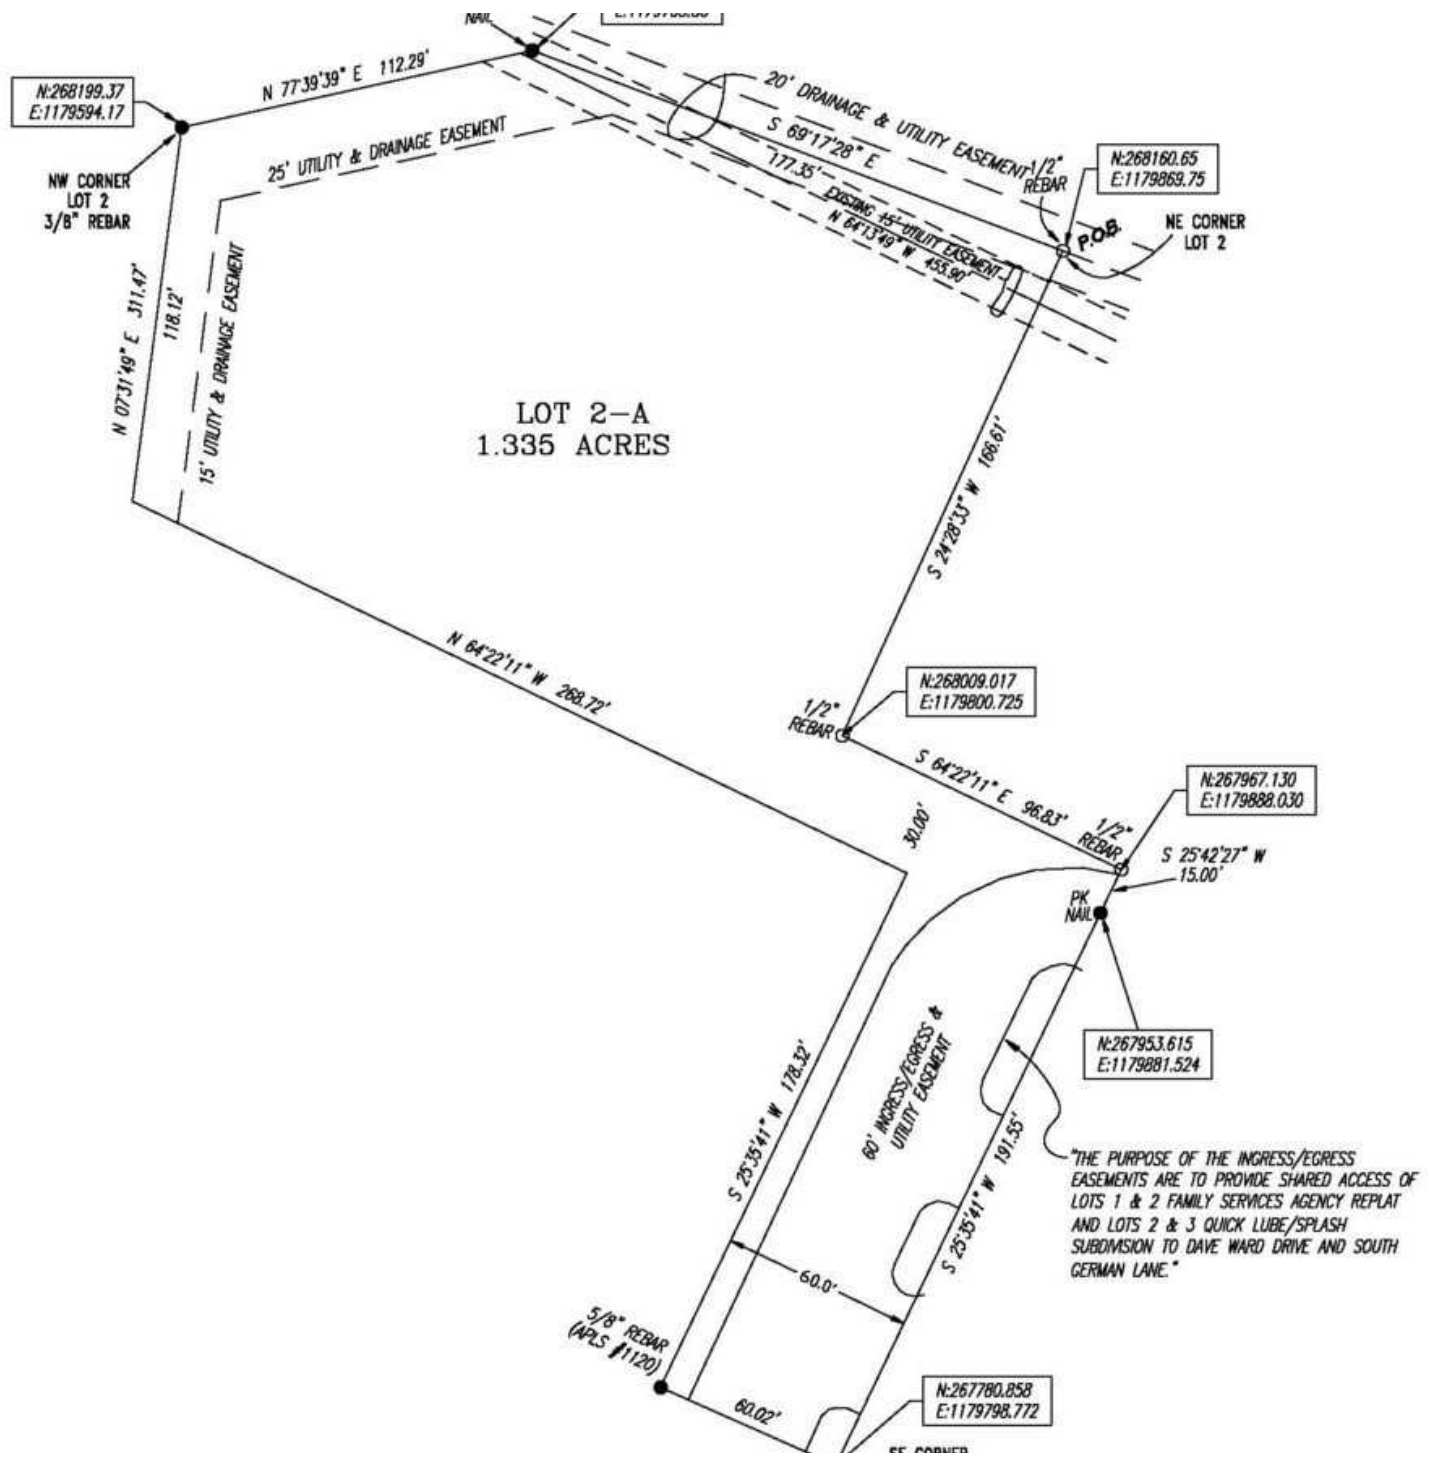 NAIL
N 77°39'39" E 112.29'
N:268199.37
E:1179594.17
NW CORNER
LOT 2
3/8" REBAR
25' UTILITY & DRAINAGE EASEMENT
20' DRAINAGE & UTILITY EASEMENT
S 69°17'28" E
177.35'
EXISTING 15' UTILITY EASEMENT
N 64°13'49" W 455.90'
1/2"
REBAR
N:268160.65
E:1179869.75
P.O.B.
NE CORNER
LOT 2
N 07°31'49" E 311.47'
118.12'
15' UTILITY & DRAINAGE EASEMENT
LOT 2-A
1.335 ACRES
S 24°28'33" W 166.61'
N 64°22'11" W 268.72'
1/2"
REBAR
N:268009.017
E:1179800.725
S 64°22'11" E 96.83'
30.00'
1/2"
REBAR
N:267967.130
E:1179888.030
S 25°42'27" W
15.00'
PK
NAIL
N:267953.615
E:1179881.524
60' INGRESS/EGRESS &
UTILITY EASEMENT
S 25°35'41" W 178.32'
S 25°35'41" W 191.55'
"THE PURPOSE OF THE INGRESS/EGRESS
EASEMENTS ARE TO PROVIDE SHARED ACCESS OF
LOTS 1 & 2 FAMILY SERVICES AGENCY REPLAT
AND LOTS 2 & 3 QUICK LUBE/SPLASH
SUBDIVISION TO DAVE WARD DRIVE AND SOUTH
GERMAN LANE."
60.0'
5/8" REBAR
(APLS #1120)
60.02'
N:267780.858
E:1179798.772